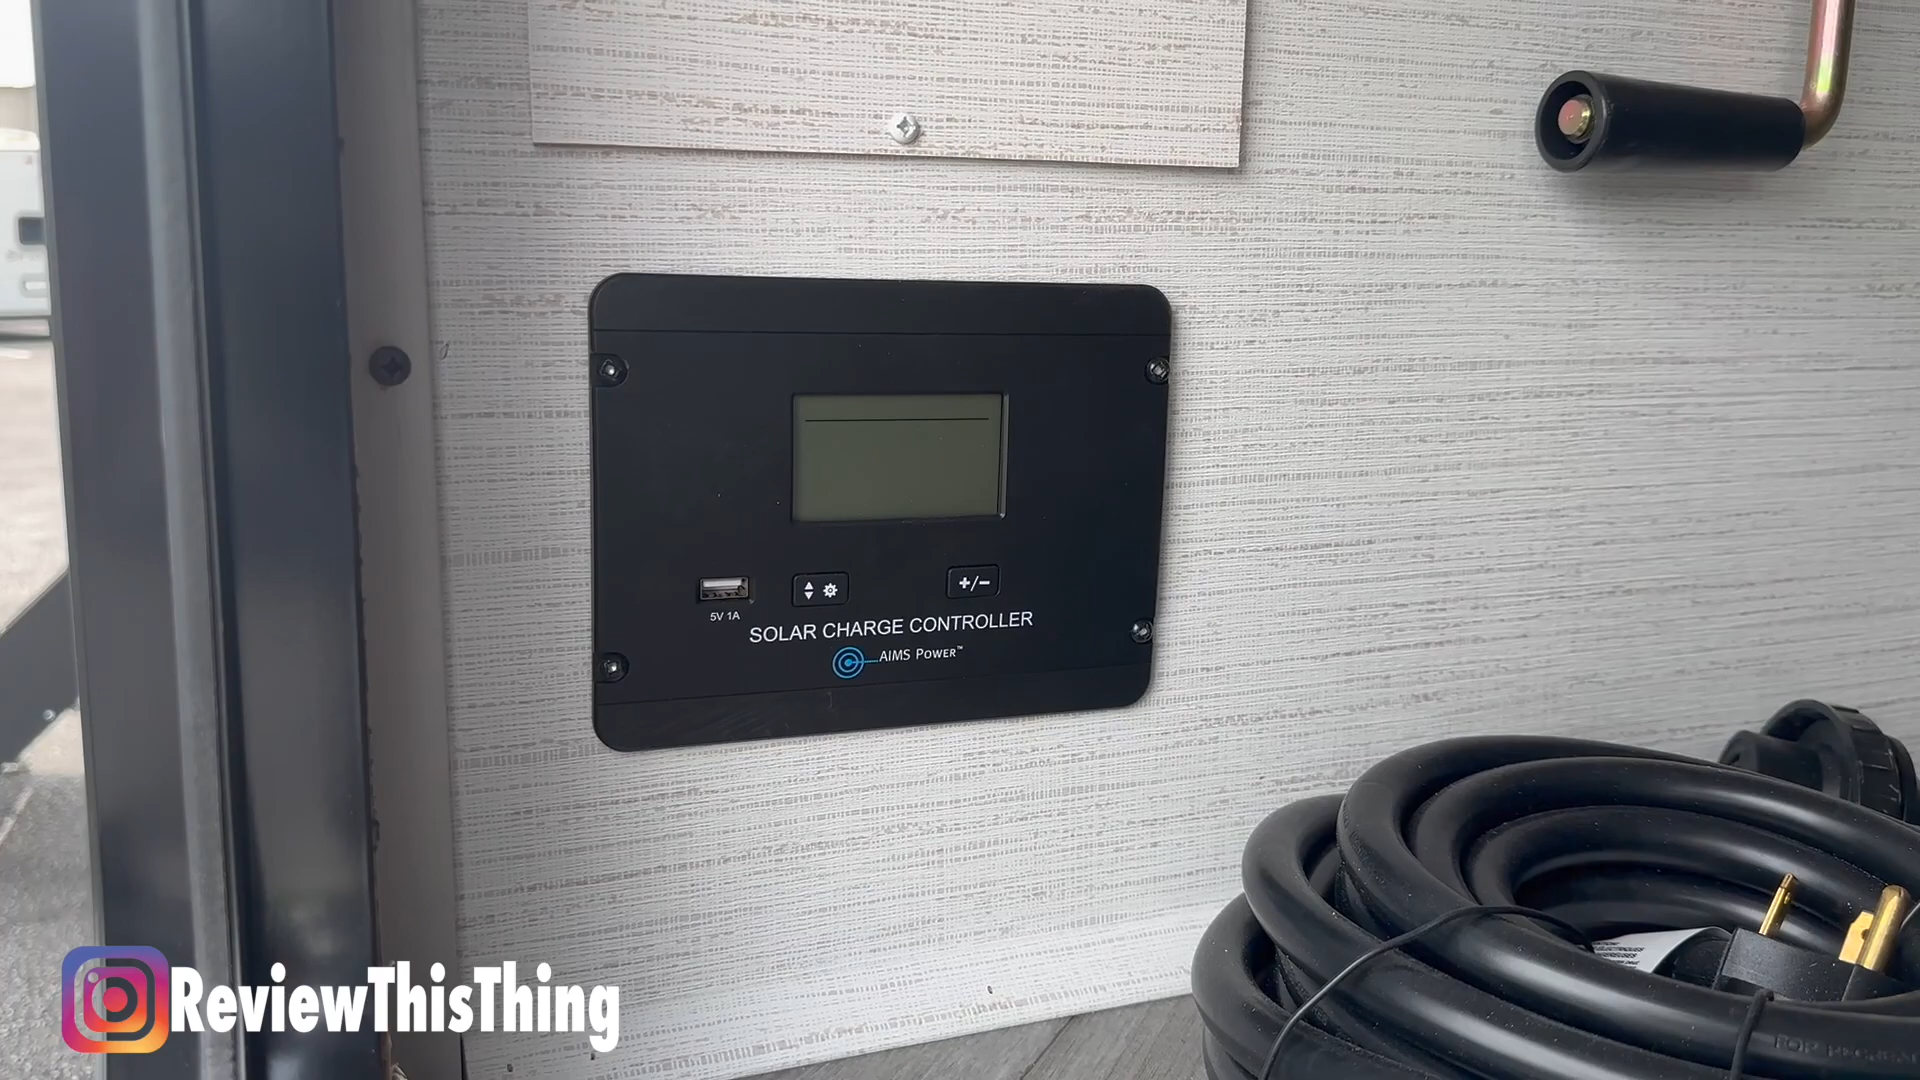 5V 1A
+/−
SOLAR CHARGE CONTROLLER
AIMS POWER™
ReviewThisThing